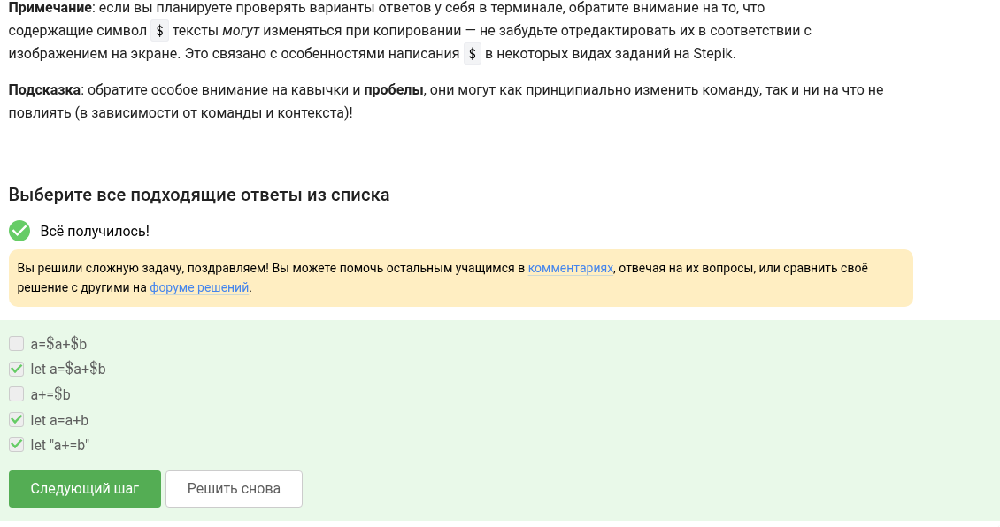 Примечание: если вы планируете проверять варианты ответов у себя в терминале, обратите внимание на то, что
содержащие символ $ тексты могут изменяться при копировании — не забудьте отредактировать их в соответствии с
изображением на экране. Это связано с особенностями написания $ в некоторых видах заданий на Stepik.
Подсказка: обратите особое внимание на кавычки и пробелы, они могут как принципиально изменить команду, так и ни на что не
повлиять (в зависимости от команды и контекста)!
Выберите все подходящие ответы из списка
Всё получилось!
Вы решили сложную задачу, поздравляем! Вы можете помочь остальным учащимся в комментариях, отвечая на их вопросы, или сравнить своё
решение с другими на форуме решений.
a=$a+$b
let a=$a+$b
a+=$b
let a=a+b
let "a+=b"
Следующий шаг
Решить снова